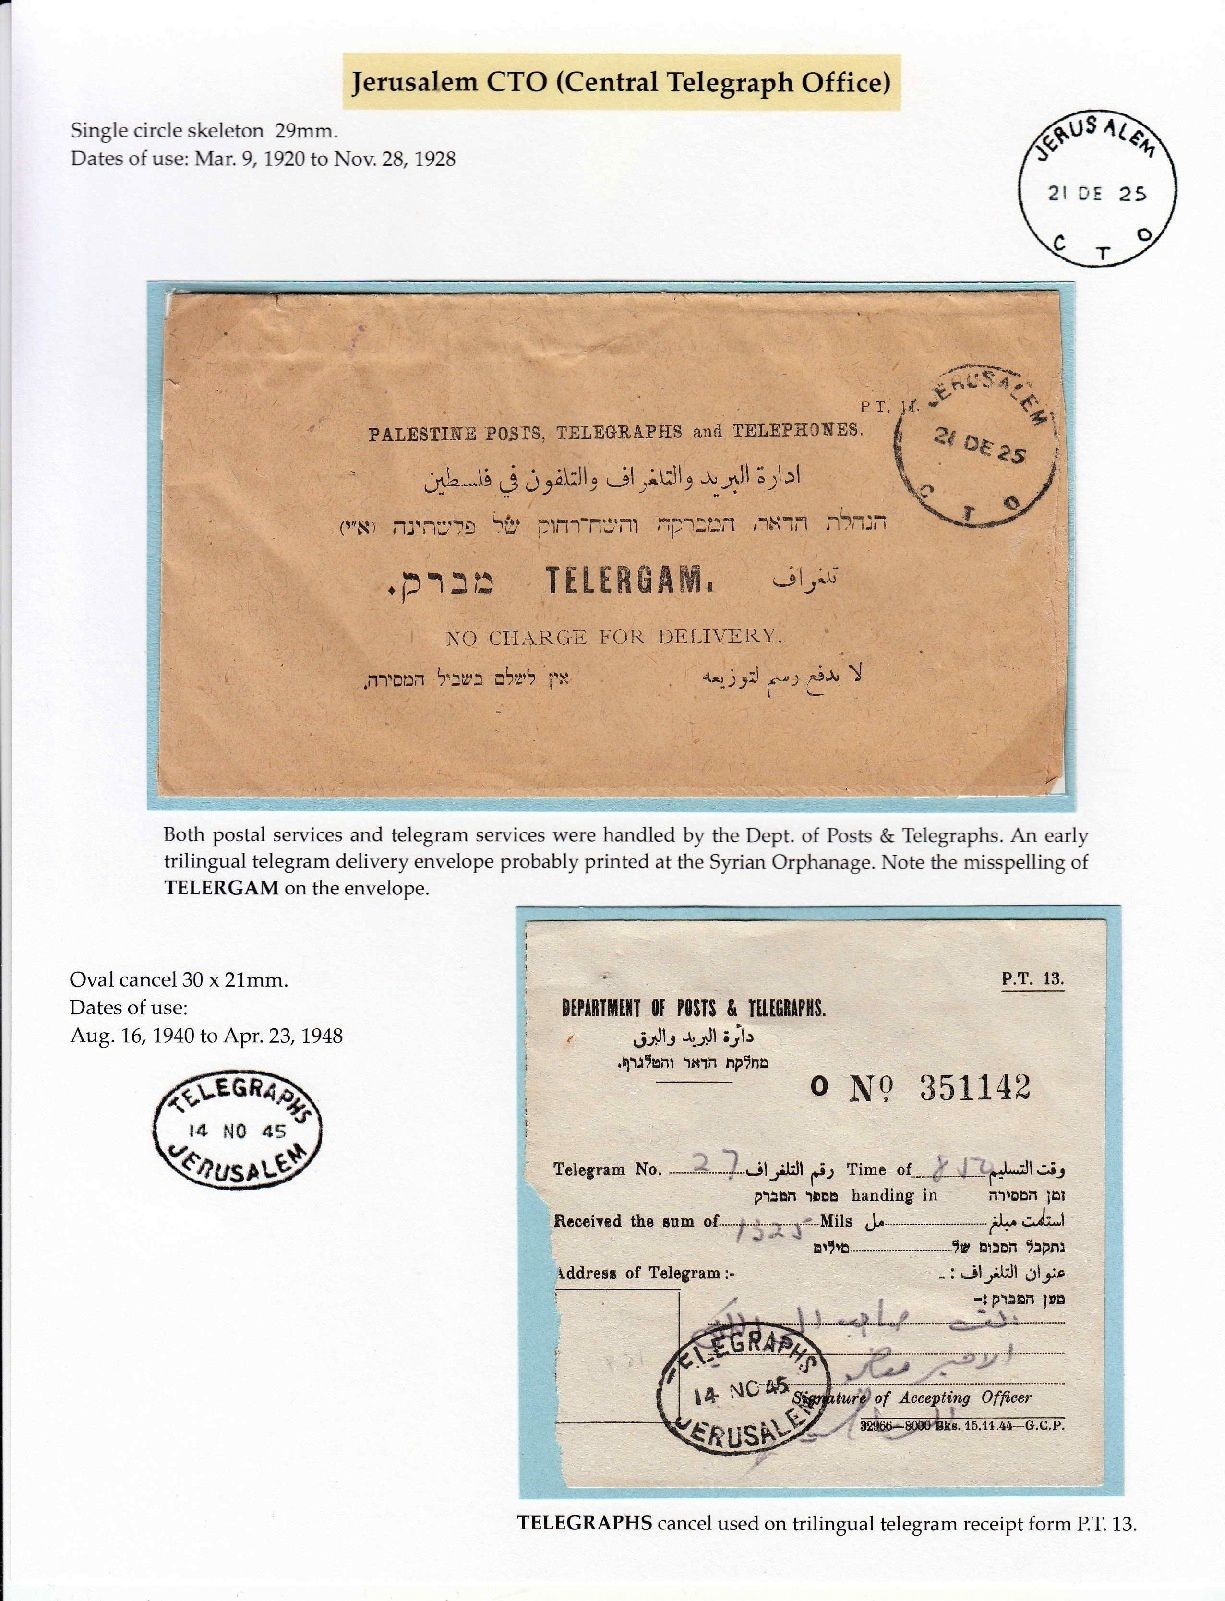 Jerusalem CTO (Central Telegraph Office)
Single circle skeleton 29mm.
Dates of use: Mar. 9, 1920 to Nov. 28, 1928
JERUSALEM
21 DE 25
C T O
P T. 11.
JERUSALEM
21 DE 25
C T O
PALESTINE POSTS, TELEGRAPHS and TELEPHONES.
ادارة البريد والتلغراف والتلفون في فلسطين
הנהלת הדאר, המברקה והשח־רחוק של פלשתינה (א"י)
מברק. TELERGAM. تلغراف
NO CHARGE FOR DELIVERY.
אין לשלם בשביל המסירה. لا يدفع رسم لتوزيعه
Both postal services and telegram services were handled by the Dept. of Posts & Telegraphs. An early
trilingual telegram delivery envelope probably printed at the Syrian Orphanage. Note the misspelling of
TELERGAM on the envelope.
Oval cancel 30 x 21mm.
Dates of use:
Aug. 16, 1940 to Apr. 23, 1948
TELEGRAPHS
14 NO 45
JERUSALEM
P.T. 13.
DEPARTMENT OF POSTS & TELEGRAPHS.
دائرة البريد والبرق
מחלקת הדאר והטלגרף.
O Nº 351142
Telegram No. 27 رقم التلغراف Time of 850 وقت التسليم
מספר המברק handing in זמן המסירה
Received the sum of 1325 Mils مل استلمت مبلغ
מילים נתקבל הסכום של
Address of Telegram :- عنوان التلغراف :-
מען המברק :-
صاحب
الامير
TELEGRAPHS
14 NO 45
JERUSALEM
Signature of Accepting Officer
32966—8000 Bks. 15.11.44—G.C.P.
TELEGRAPHS cancel used on trilingual telegram receipt form P.T. 13.